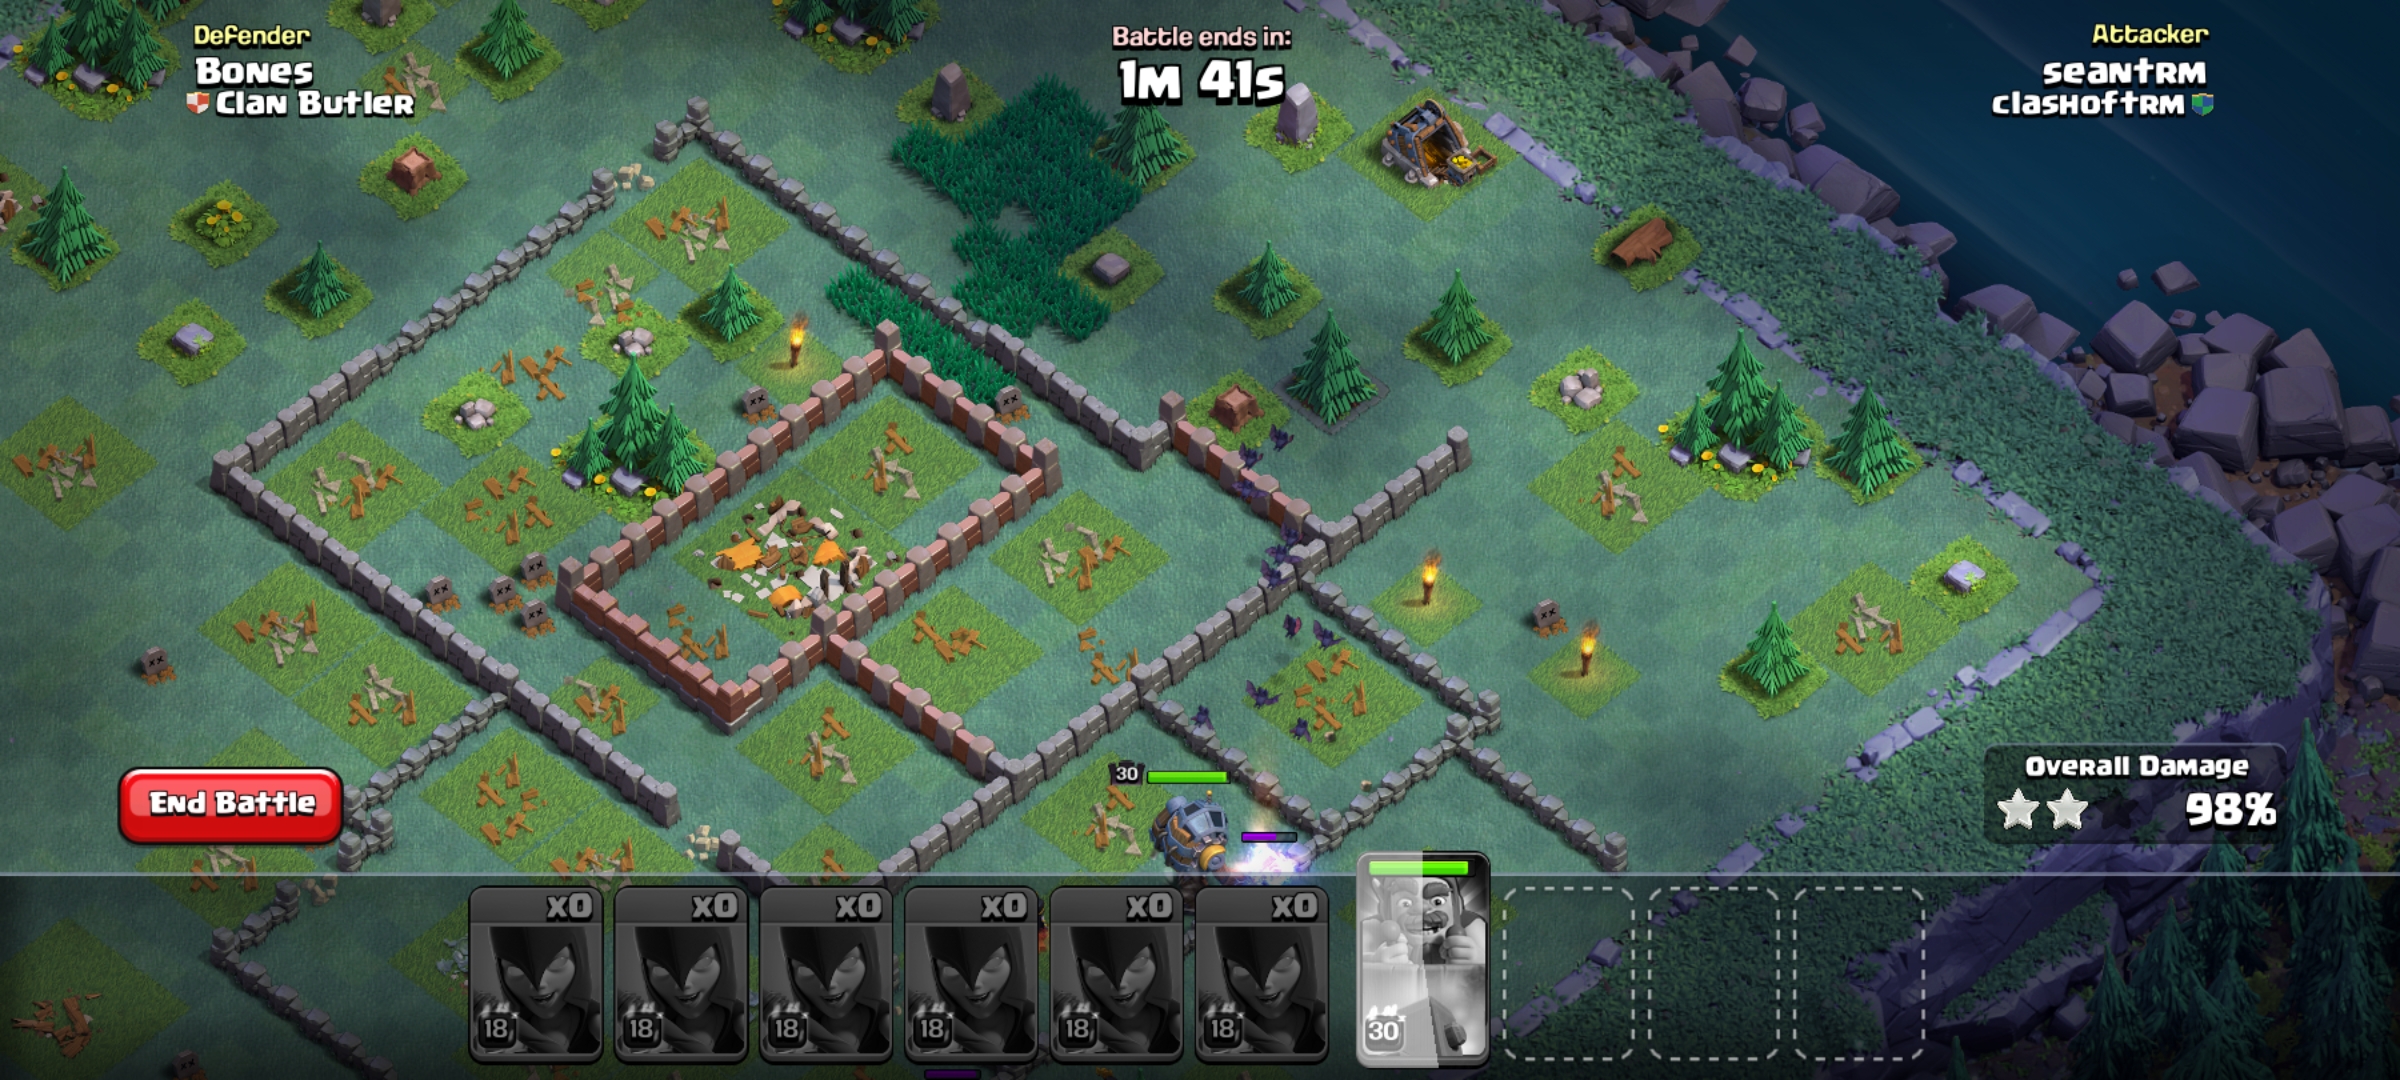 Defender
Bones
Clan Butler
Battle ends in:
1m 41s
Attacker
seantRM
clashoftRM
30
End Battle
Overall Damage
98%
x0
x0
x0
x0
x0
x0
18
18
18
18
18
18
30